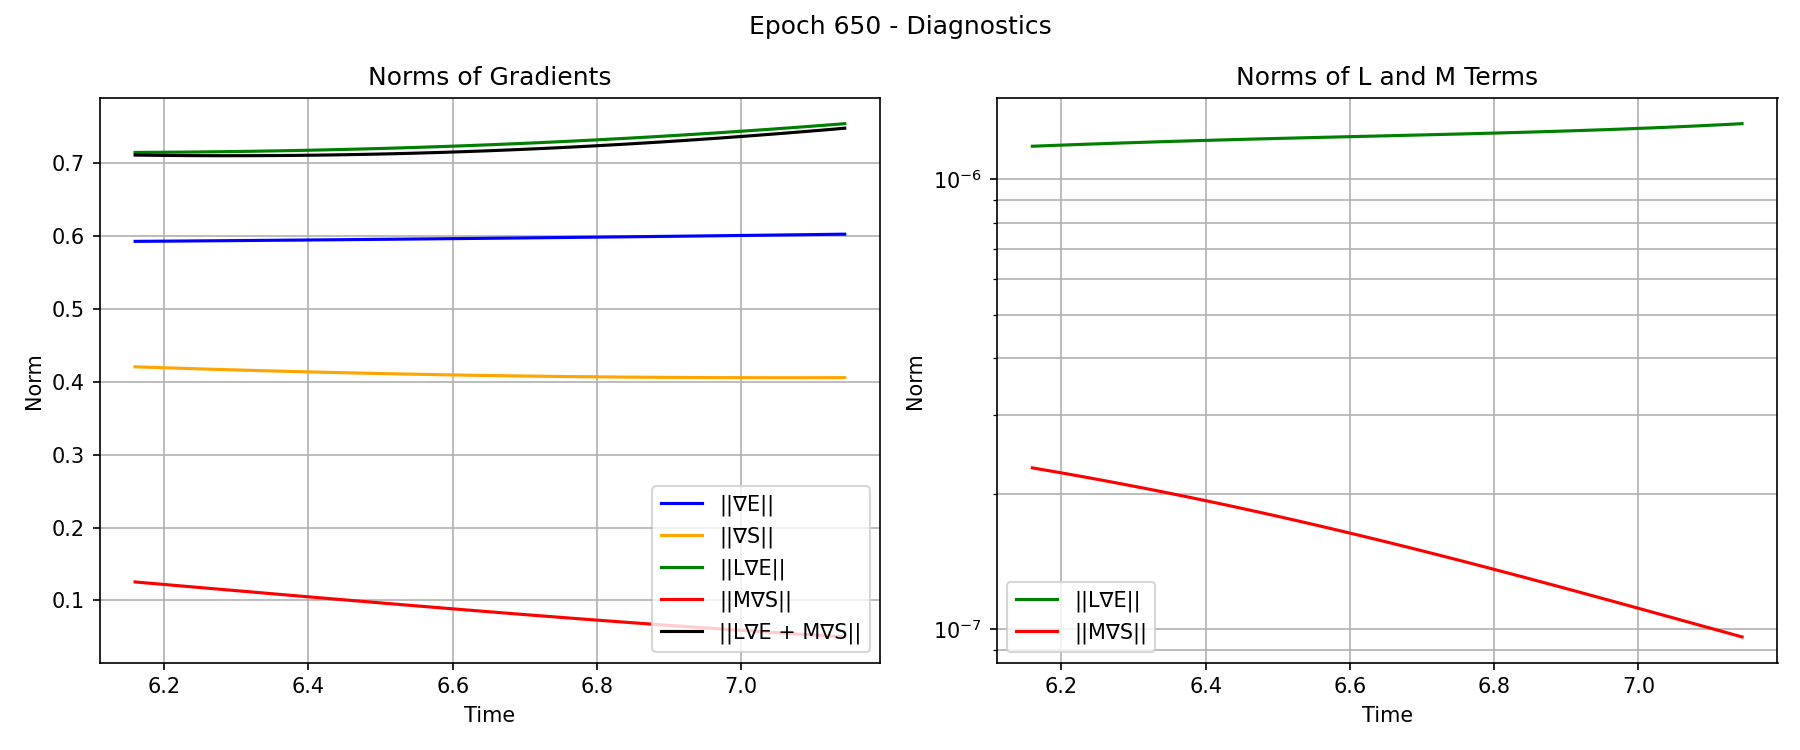 Epoch 650 - Diagnostics
Norms of Gradients
Norm
0.7
0.6
0.5
0.4
0.3
0.2
0.1
6.2 6.4 6.6 6.8 7.0
Time
||∇E||
||∇S||
||L∇E||
||M∇S||
||L∇E + M∇S||
Norms of L and M Terms
Norm
10⁻⁶
10⁻⁷
6.2 6.4 6.6 6.8 7.0
Time
||L∇E||
||M∇S||